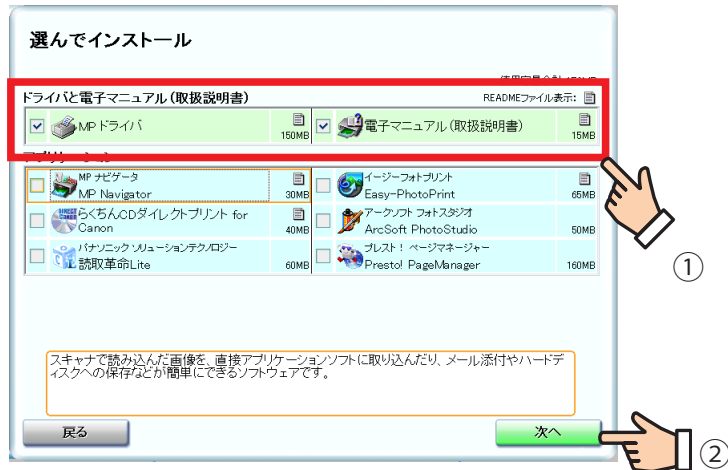 選んでインストール
ドライバと電子マニュアル(取扱説明書)
READMEファイル表示:
MPドライバ
150MB
電子マニュアル(取扱説明書)
15MB
MP ナビゲータ
MP Navigator
30MB
イージーフォトプリント
Easy-PhotoPrint
65MB
らくちんCDダイレクトプリント for
Canon
40MB
アークソフト フォトスタジオ
ArcSoft PhotoStudio
50MB
パナソニック ソリューションテクノロジー
読取革命Lite
60MB
プレスト! ページマネージャー
Presto! PageManager
160MB
①
スキャナで読み込んだ画像を、直接アプリケーションソフトに取り込んだり、メール添付やハードデ
ィスクへの保存などが簡単にできるソフトウェアです。
戻る
次へ
②